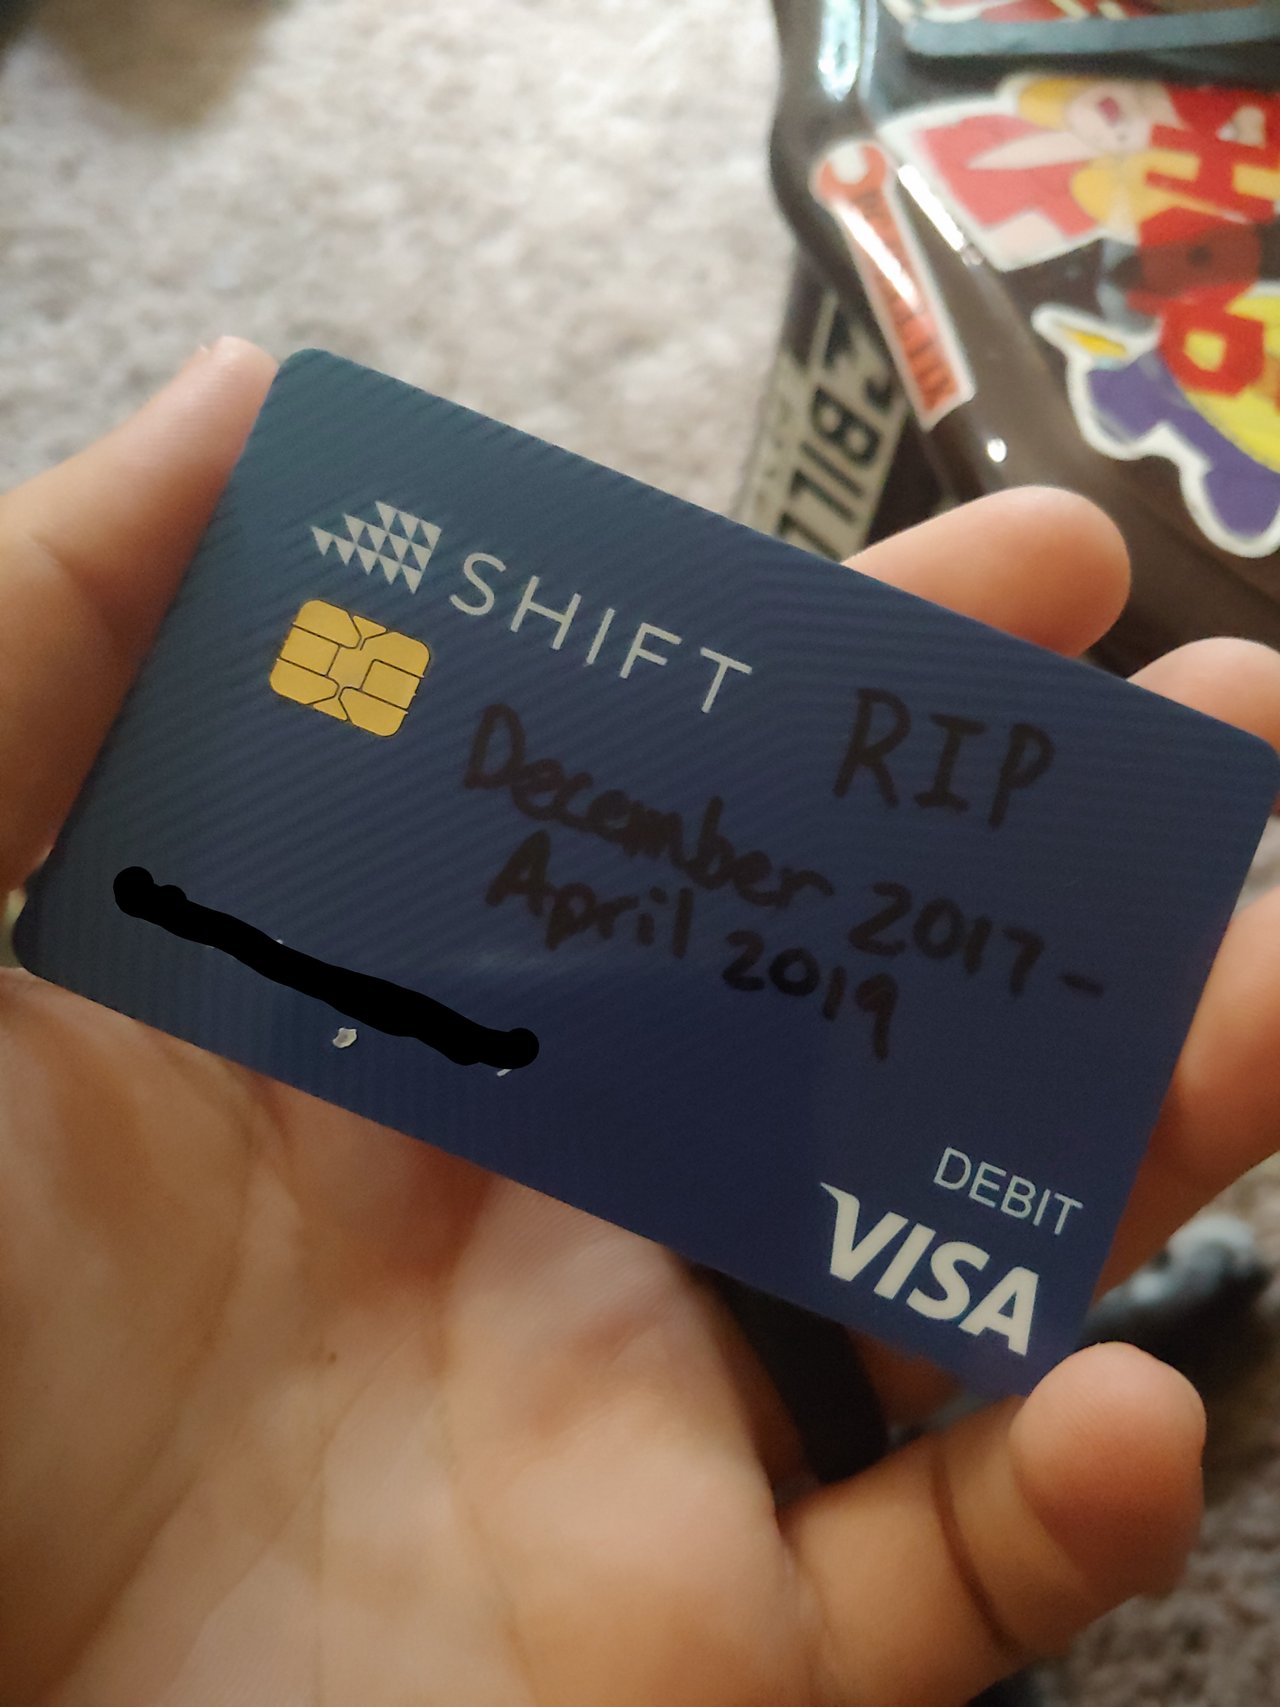 SHIFT
RIP
December 2017-
April 2019
DEBIT
VISA